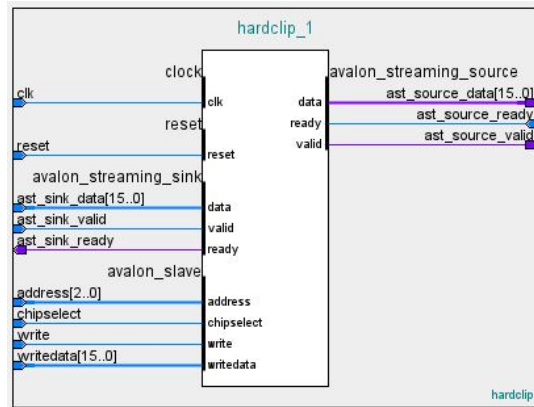 hardclip_1
clock
clk
clk
reset
reset
reset
avalon_streaming_sink
ast_sink_data[15..0]
data
ast_sink_valid
valid
ast_sink_ready
ready
avalon_slave
address[2..0]
address
chipselect
chipselect
write
write
writedata[15..0]
writedata
avalon_streaming_source
data
ast_source_data[15..0]
ready
ast_source_ready
valid
ast_source_valid
hardclip